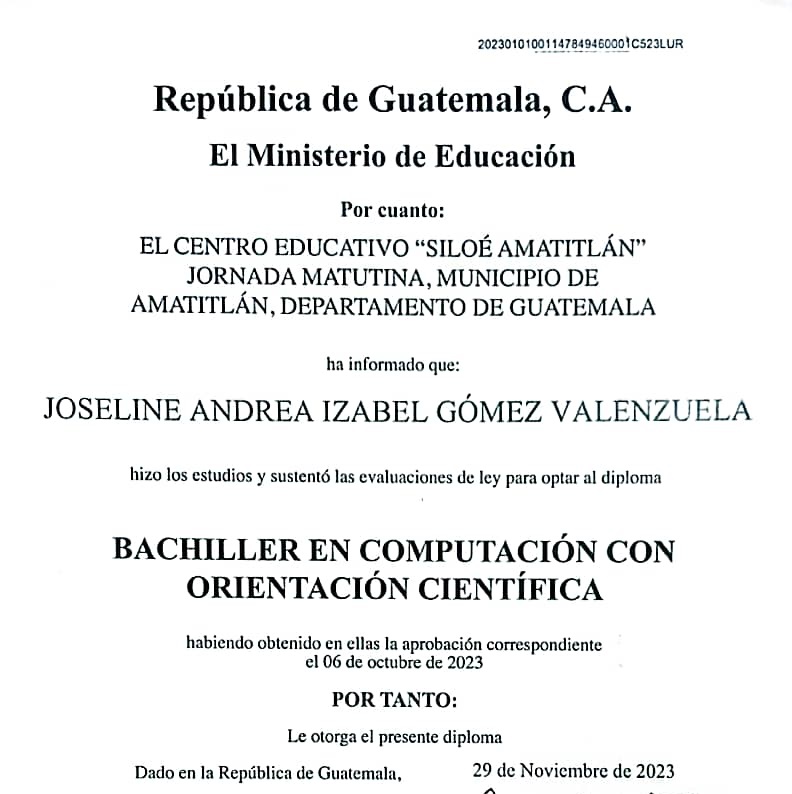 20230101001147849460001C523LUR
República de Guatemala, C.A.
El Ministerio de Educación
Por cuanto:
EL CENTRO EDUCATIVO “SILOÉ AMATITLÁN”
JORNADA MATUTINA, MUNICIPIO DE
AMATITLÁN, DEPARTAMENTO DE GUATEMALA
ha informado que:
JOSELINE ANDREA IZABEL GÓMEZ VALENZUELA
hizo los estudios y sustentó las evaluaciones de ley para optar al diploma
BACHILLER EN COMPUTACIÓN CON
ORIENTACIÓN CIENTÍFICA
habiendo obtenido en ellas la aprobación correspondiente
el 06 de octubre de 2023
POR TANTO:
Le otorga el presente diploma
Dado en la República de Guatemala, 29 de Noviembre de 2023